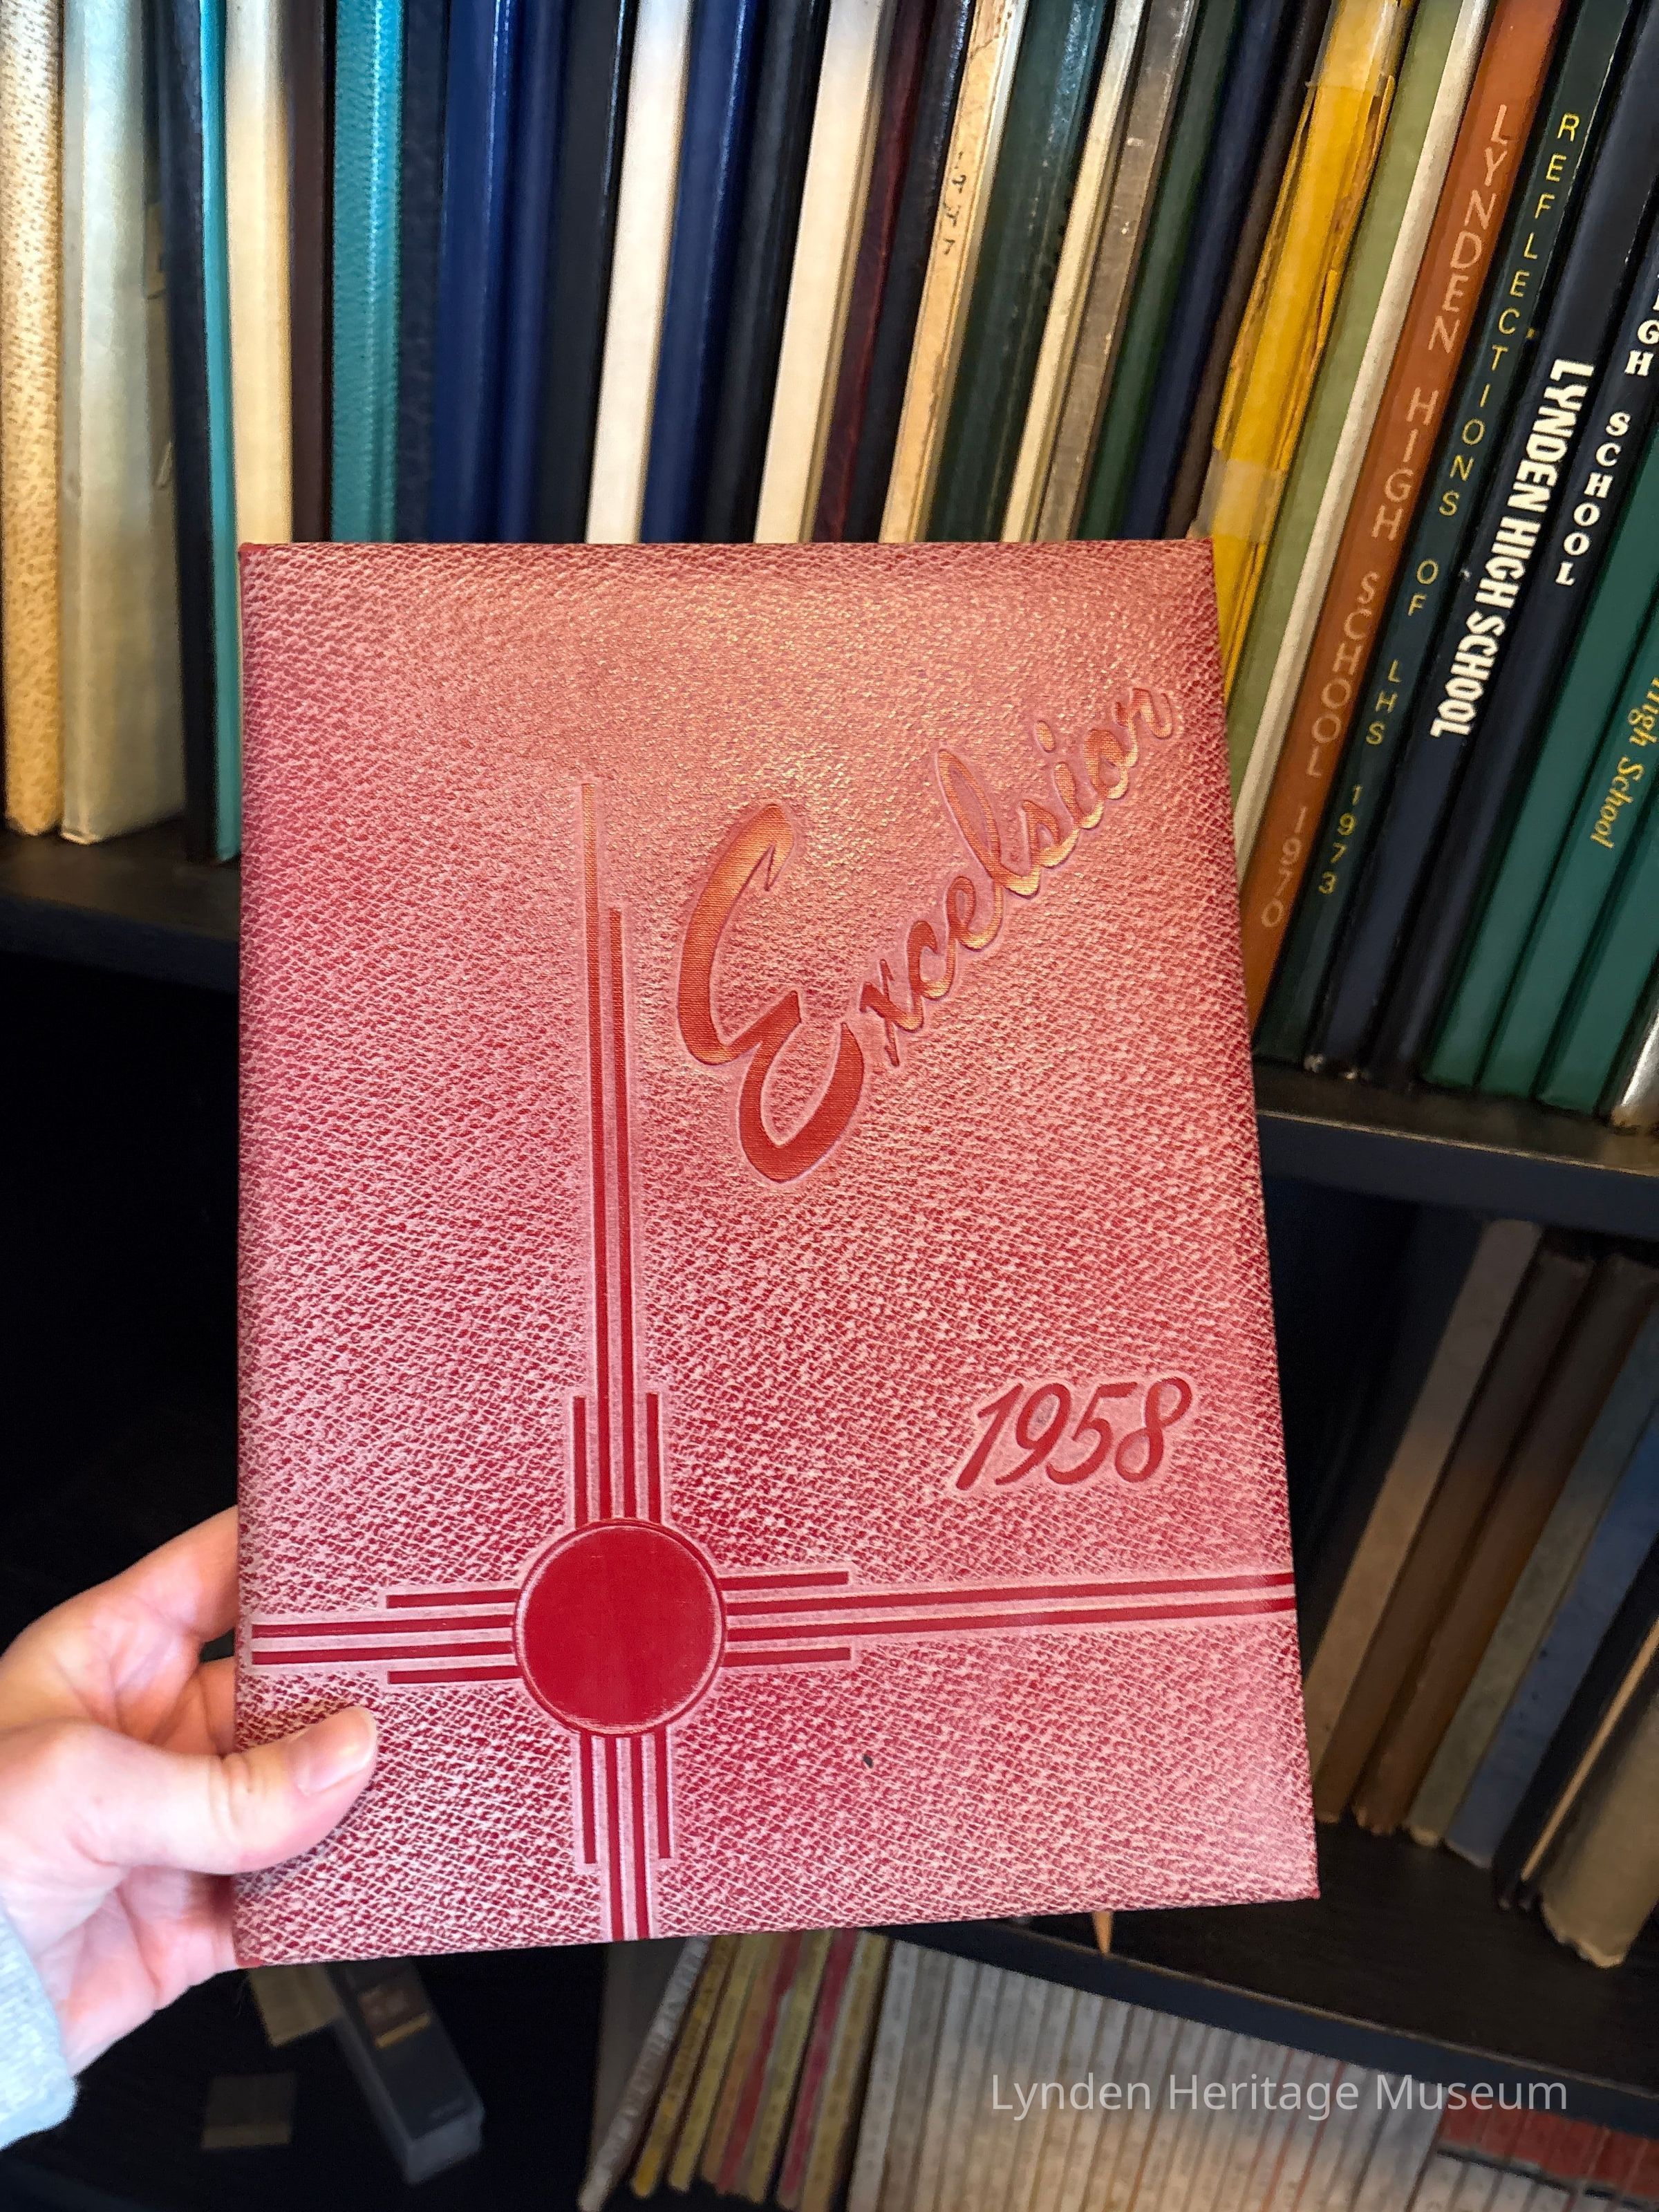 LYNDEN HIGH SCHOOL 1970
REFLECTIONS OF LHS 1973
LYNDEN HIGH SCHOOL
SCHOOL
High School
Excelsior
1958
Lynden Heritage Museum